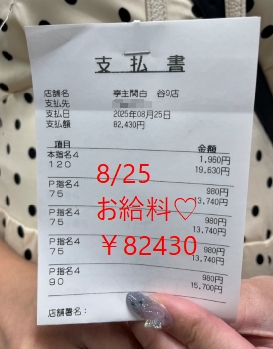 支払書
店舗名 亭主関白 谷9店
支払先
支払日 2025年08月25日
支払額 82,430円
項目 金額
本指名4 1,960円
120 19,630円
P指名4 980円
75 13,740円
P指名4 980円
75 13,740円
P指名4 980円
75 13,740円
P指名4 980円
90 15,700円
店舗署名：
8/25
お給料♡
￥82430